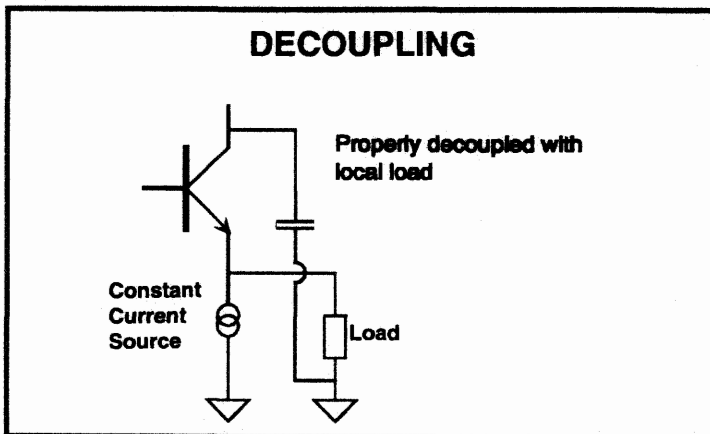 DECOUPLING
Properly decoupled with
local load
Constant
Current
Source
Load